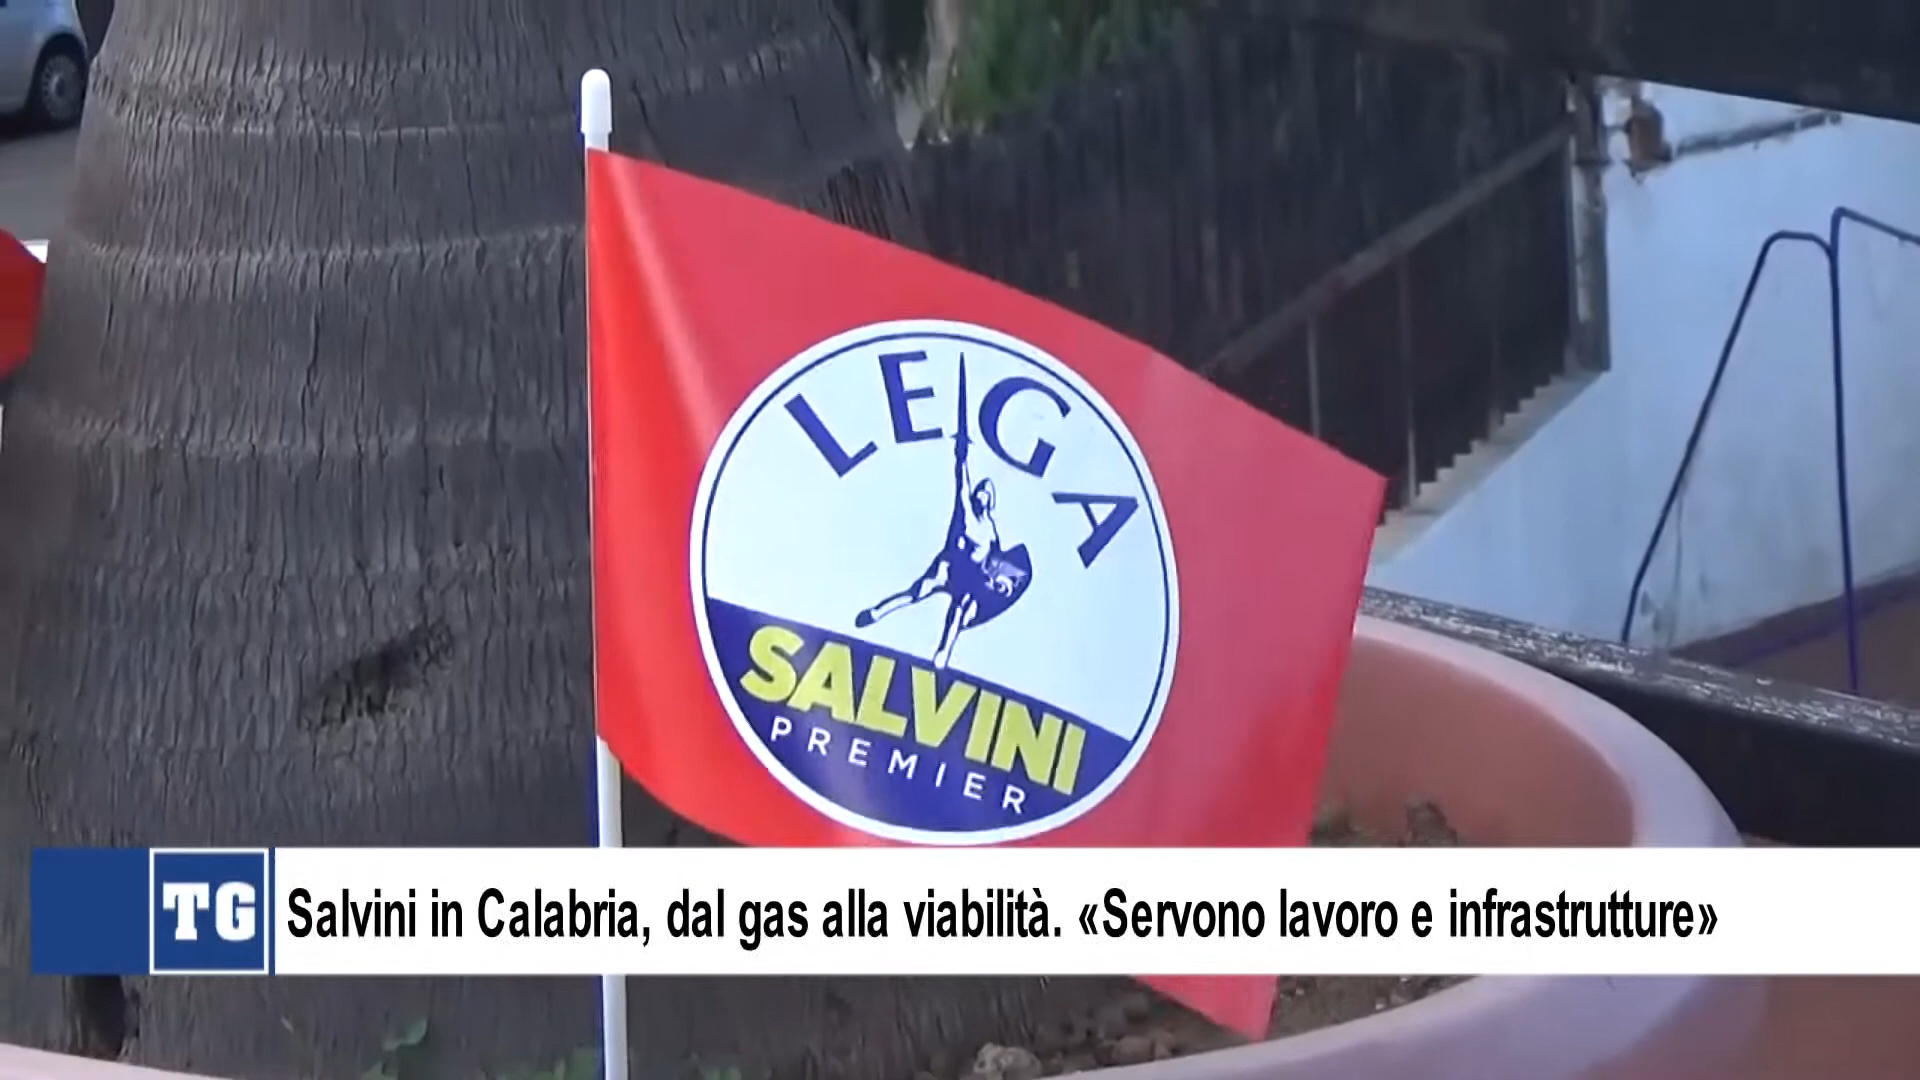 LEGA
SALVINI
PREMIER
TG
Salvini in Calabria, dal gas alla viabilità. «Servono lavoro e infrastrutture»